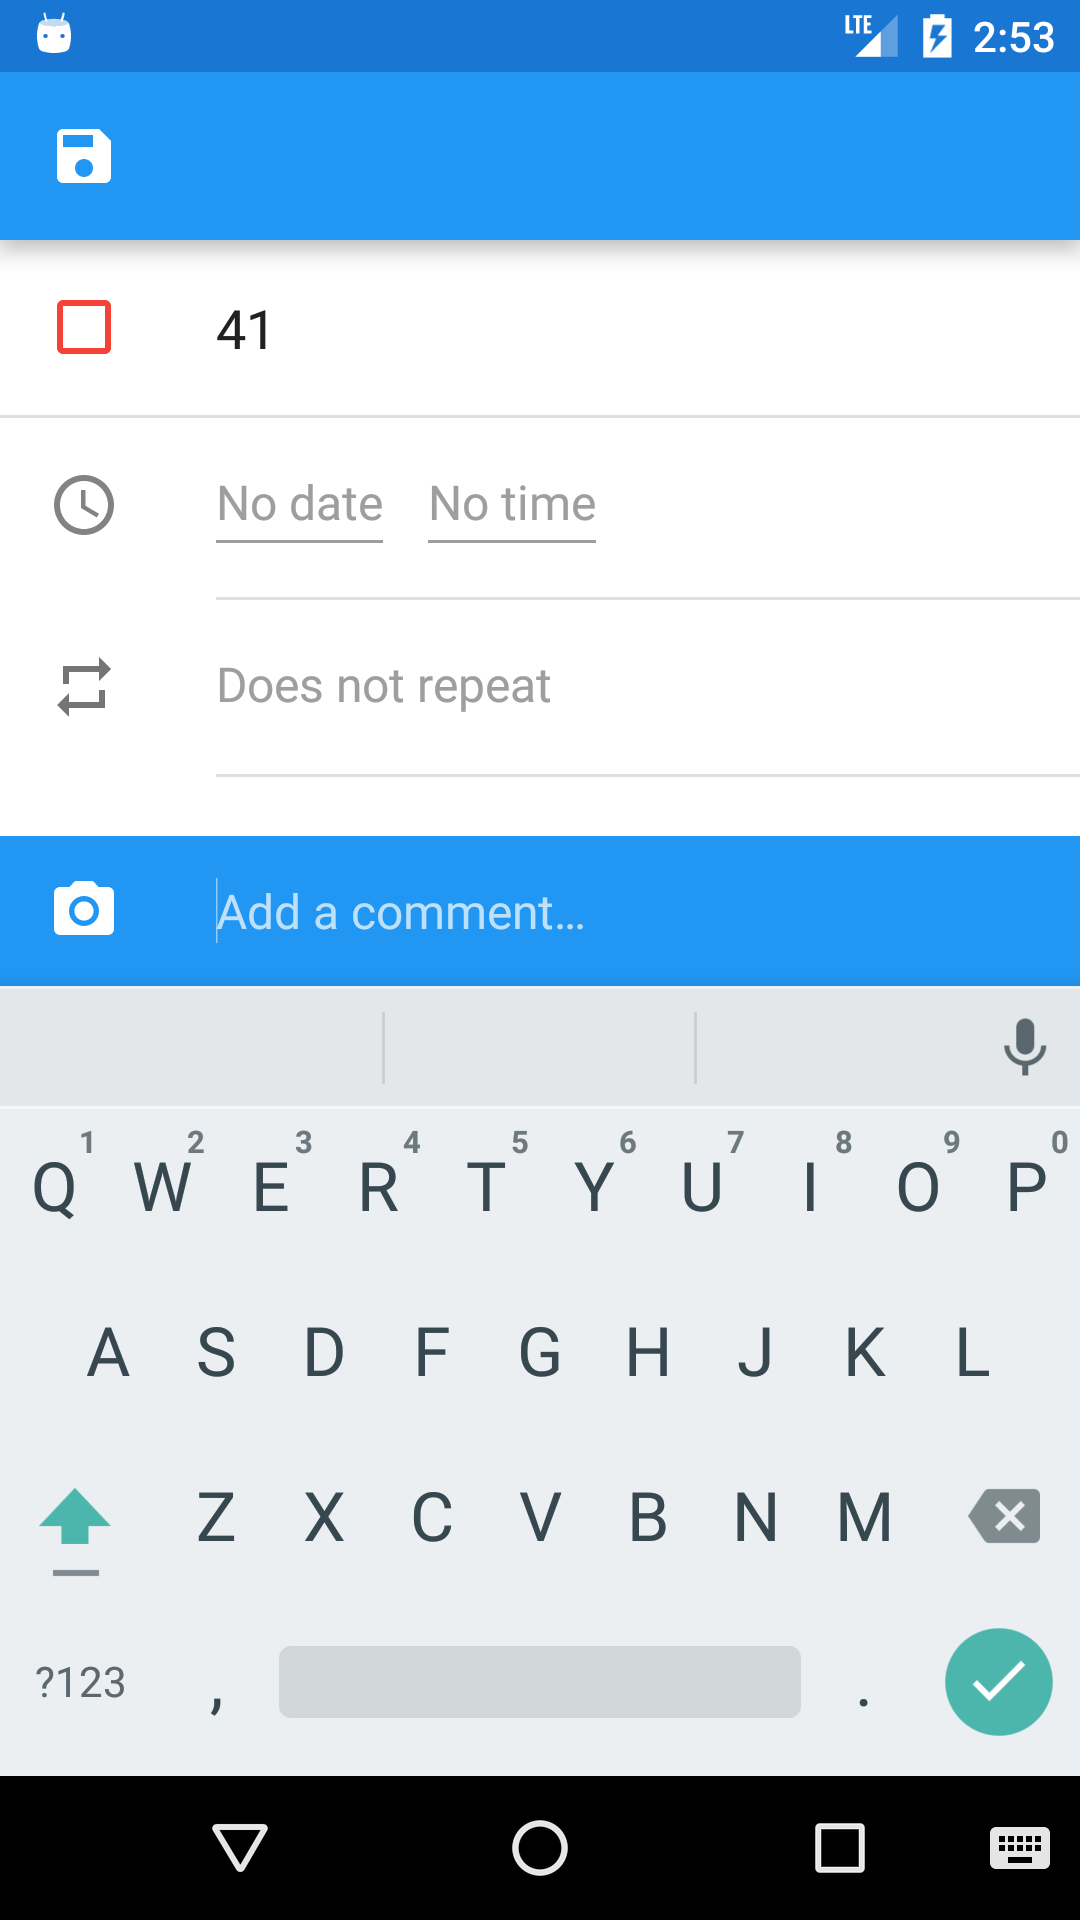 LTE 2:53
41
No date No time
Does not repeat
Add a comment...
1 2 3 4 5 6 7 8 9 0
Q W E R T Y U I O P
A S D F G H J K L
Z X C V B N M
?123 , .